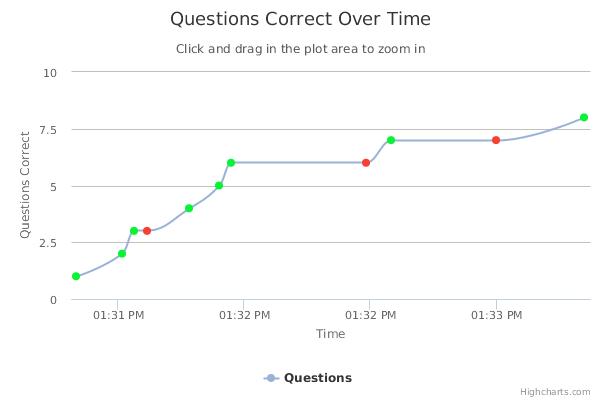 Questions Correct Over Time
Click and drag in the plot area to zoom in
Questions Correct
10
7.5
5
2.5
0
01:31 PM
01:32 PM
01:32 PM
01:33 PM
Time
Questions
Highcharts.com